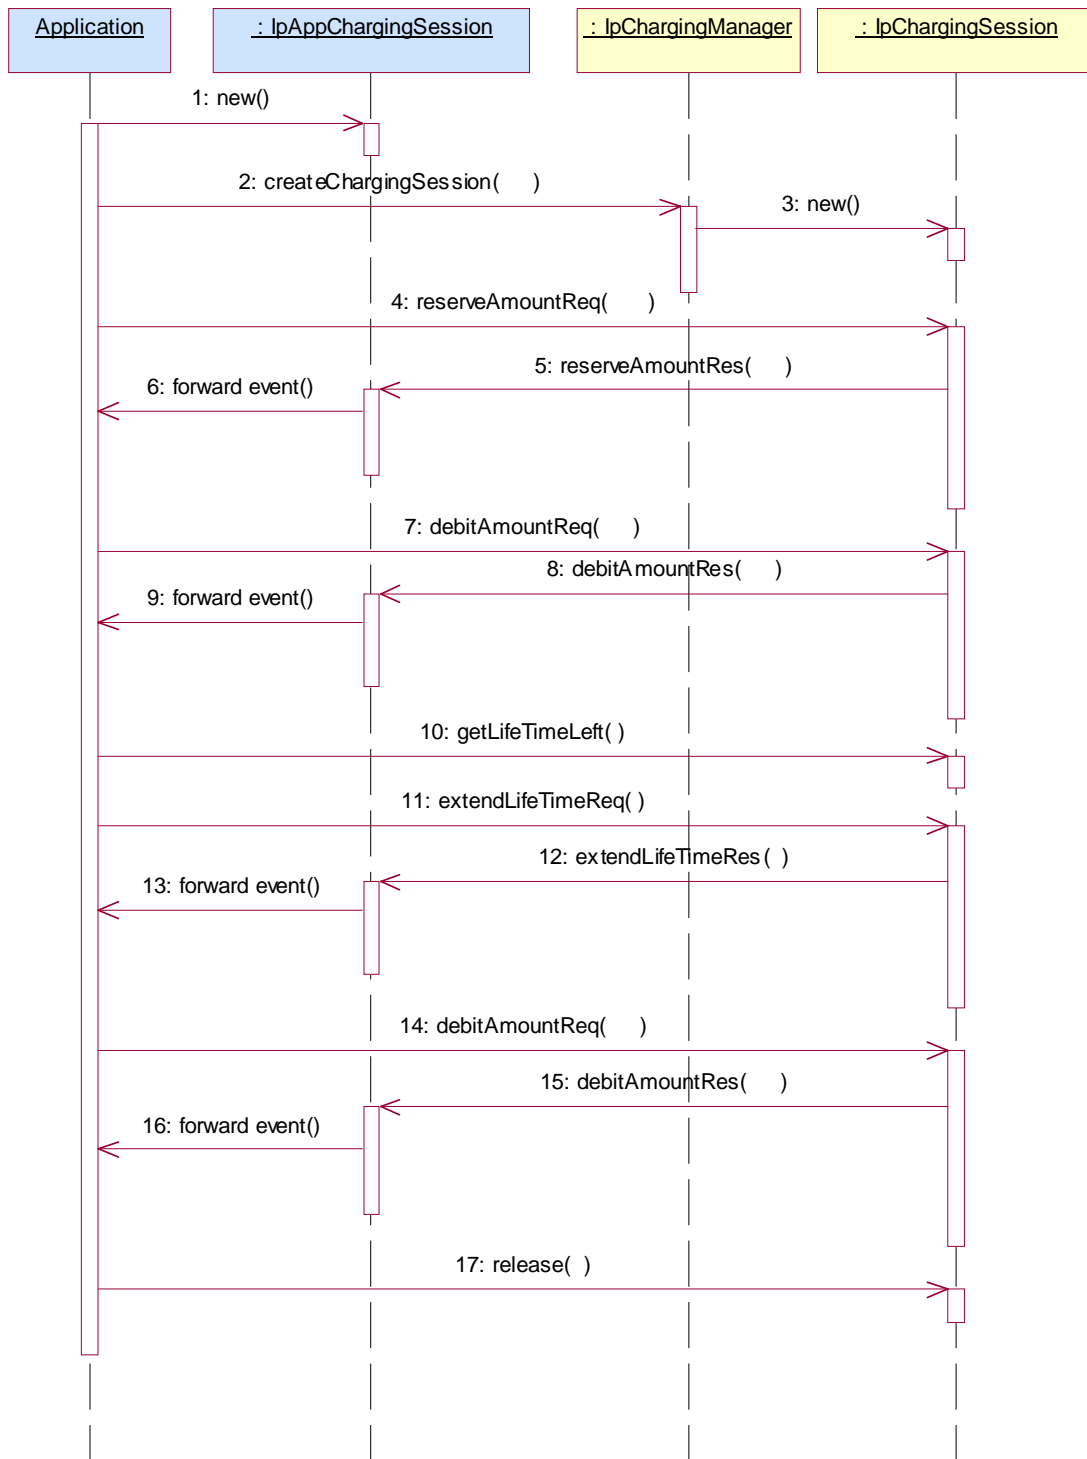 Application
: IpAppChargingSession
: IpChargingManager
: IpChargingSession
1: new()
2: createChargingSession( )
3: new()
4: reserveAmountReq( )
5: reserveAmountRes( )
6: forward event()
7: debitAmountReq( )
8: debitAmountRes( )
9: forward event()
10: getLifeTimeLeft( )
11: extendLifeTimeReq( )
12: extendLifeTimeRes( )
13: forward event()
14: debitAmountReq( )
15: debitAmountRes( )
16: forward event()
17: release( )